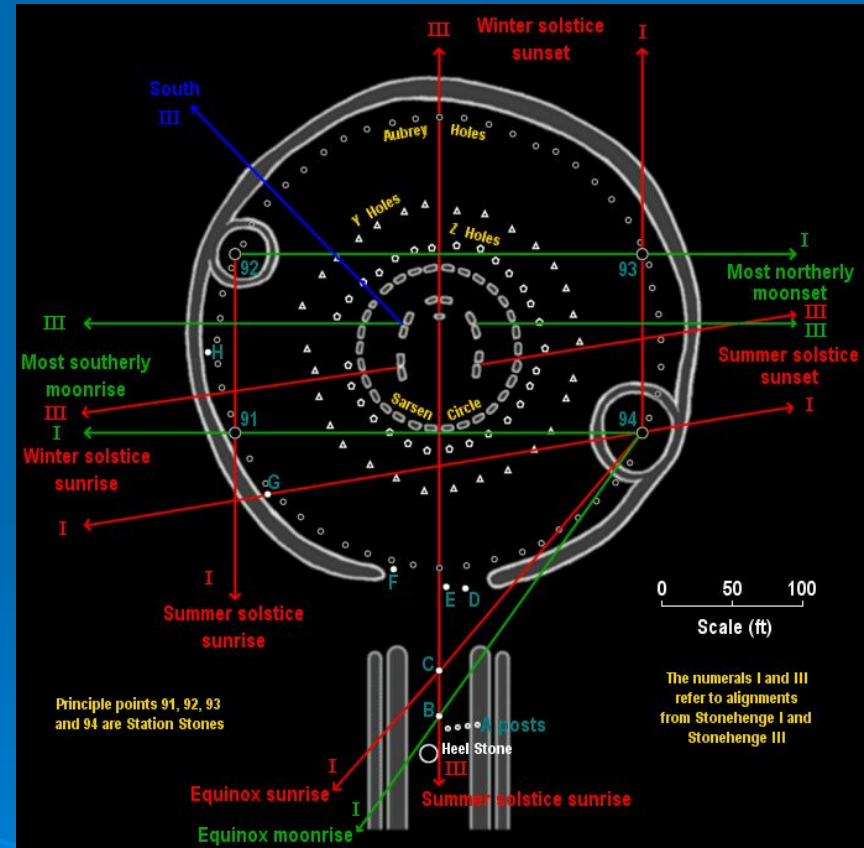 III
Winter solstice
sunset
I
South
III
Aubrey Holes
Y Holes
Z Holes
92
93
I
Most northerly
moonset
III
III
III
H
Most southerly
moonrise
Summer solstice
sunset
III
Sarsen Circle
I
91
94
I
Winter solstice
sunrise
G
I
I
F
E
D
0 50 100
Scale (ft)
Summer solstice
sunrise
C
The numerals I and III
refer to alignments
from Stonehenge I and
Stonehenge III
Principle points 91, 92, 93
and 94 are Station Stones
B
A posts
Heel Stone
I
III
Equinox sunrise
Summer solstice sunrise
I
Equinox moonrise